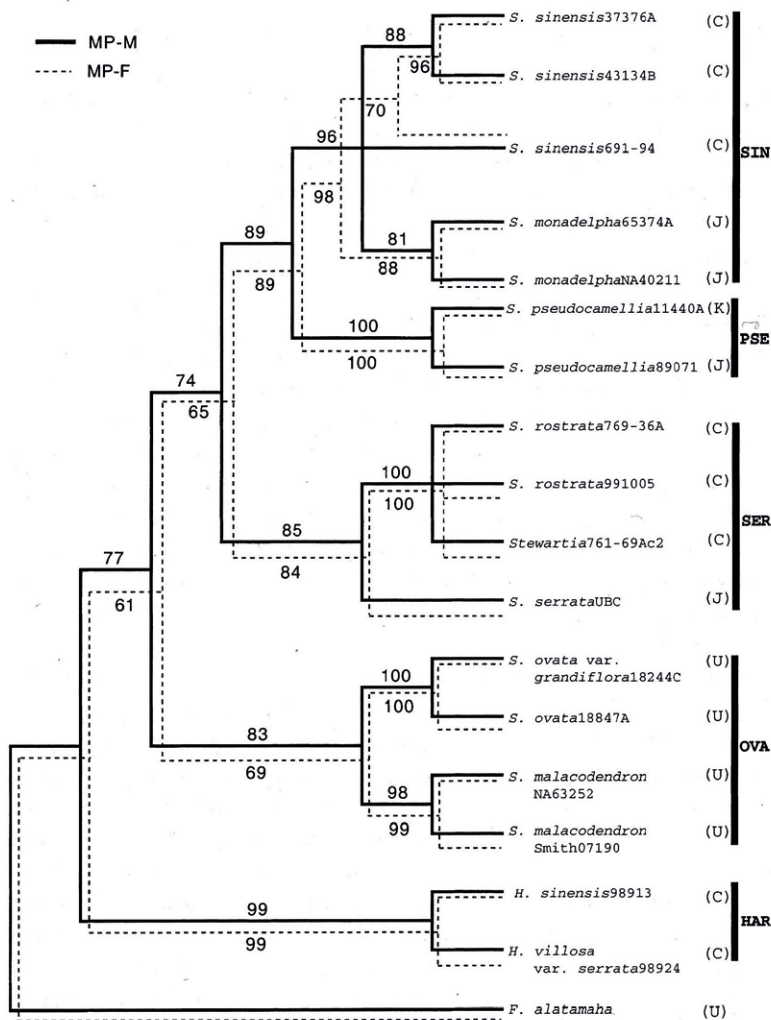 MP-M
MP-F
88
S. sinensis37376A (C)
96
S. sinensis43134B (C)
70
96
S. sinensis691-94 (C)
SIN
98
81
S. monadelpha65374A (J)
89
88
89
S. monadelphaNA40211 (J)
S. pseudocamellia11440A (K)
100
PSE
100
S. pseudocamellia89071 (J)
74
65
S. rostrata769-36A (C)
100
S. rostrata991005 (C)
100
SER
85
Stewartia761-69Ac2 (C)
84
77
61
S. serrataUBC (J)
S. ovata var. (U)
grandiflora18244C
100
100
S. ovata18847A (U)
83
OVA
69
S. malacodendron (U)
NA63252
98
99
S. malacodendron (U)
Smith07190
H. sinensis98913 (C)
99
HAR
99
H. villosa (C)
var. serrata98924
F. alatamaha (U)